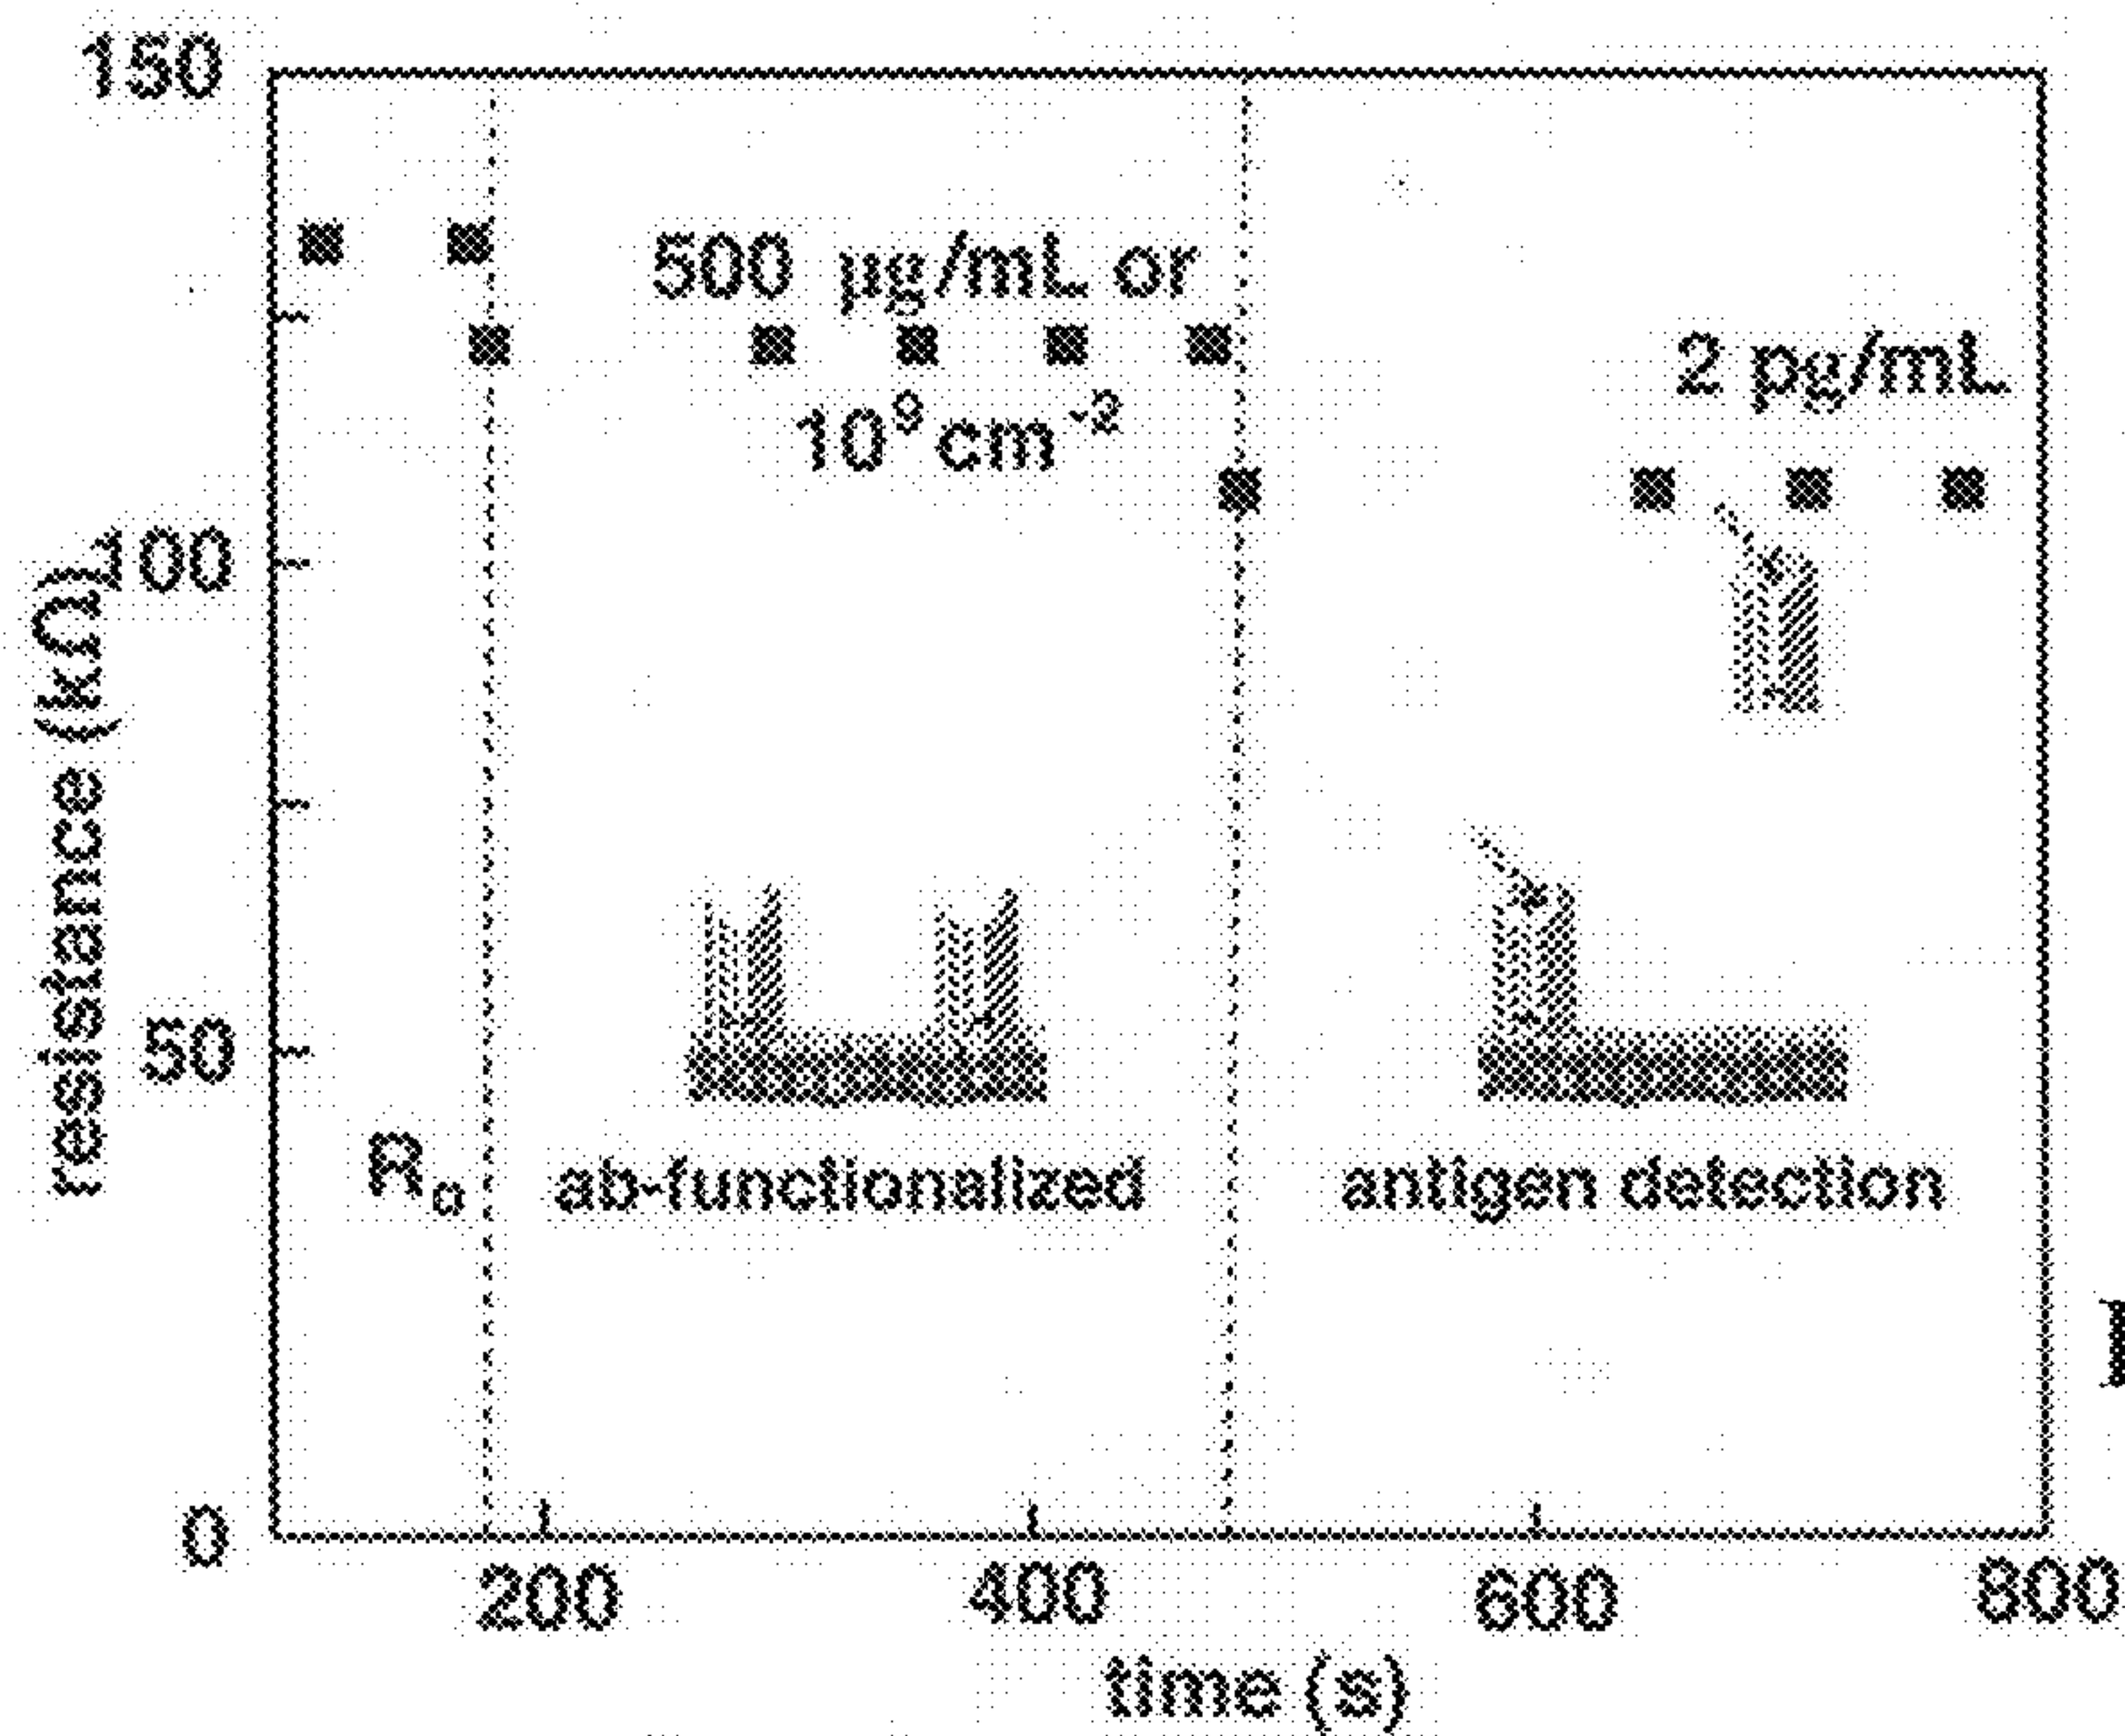 150
500 µg/mL or
10⁹ cm⁻²
2 pg/mL
100
resistance (kΩ)
50
R₀
ab-functionalized
antigen detection
0
200
400
600
800
time (s)